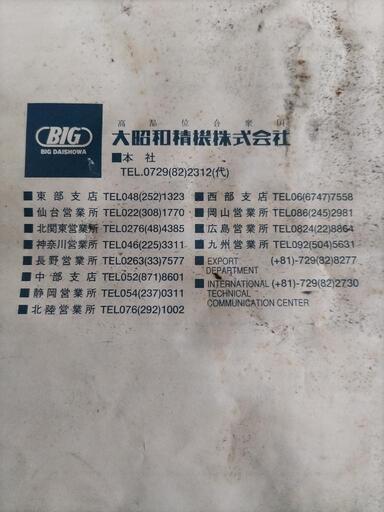 BIG
BIG DAISHOWA
高品位合衆国
大昭和精機株式会社
■本社
TEL.0729(82)2312(代)
■東部支店 TEL048(252)1323
■仙台営業所 TEL022(308)1770
■北関東営業所 TEL0276(48)4385
■神奈川営業所 TEL046(225)3311
■長野営業所 TEL0263(33)7577
■中部支店 TEL052(871)8601
■静岡営業所 TEL054(237)0311
■北陸営業所 TEL076(292)1002
■西部支店 TEL06(6747)7558
■岡山営業所 TEL086(245)2981
■広島営業所 TEL0824(22)8864
■九州営業所 TEL092(504)5631
■EXPORT (+81)-729(82)8277
DEPARTMENT
■INTERNATIONAL (+81)-729(82)2730
TECHNICAL
COMMUNICATION CENTER